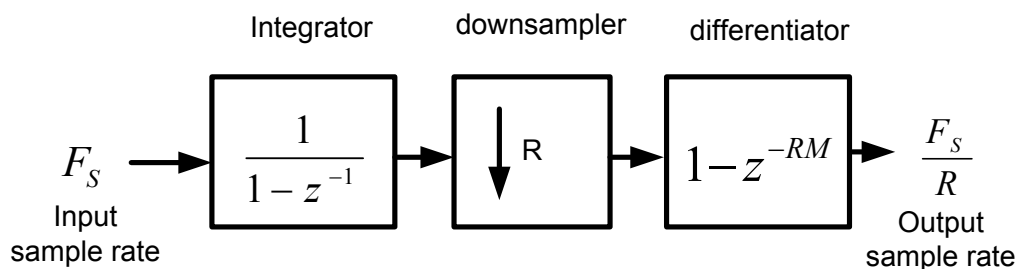 Integrator downsampler differentiator
F_S
Input
sample rate
1
1 − z^{-1}
R
1 − z^{-RM}
F_S
R
Output
sample rate